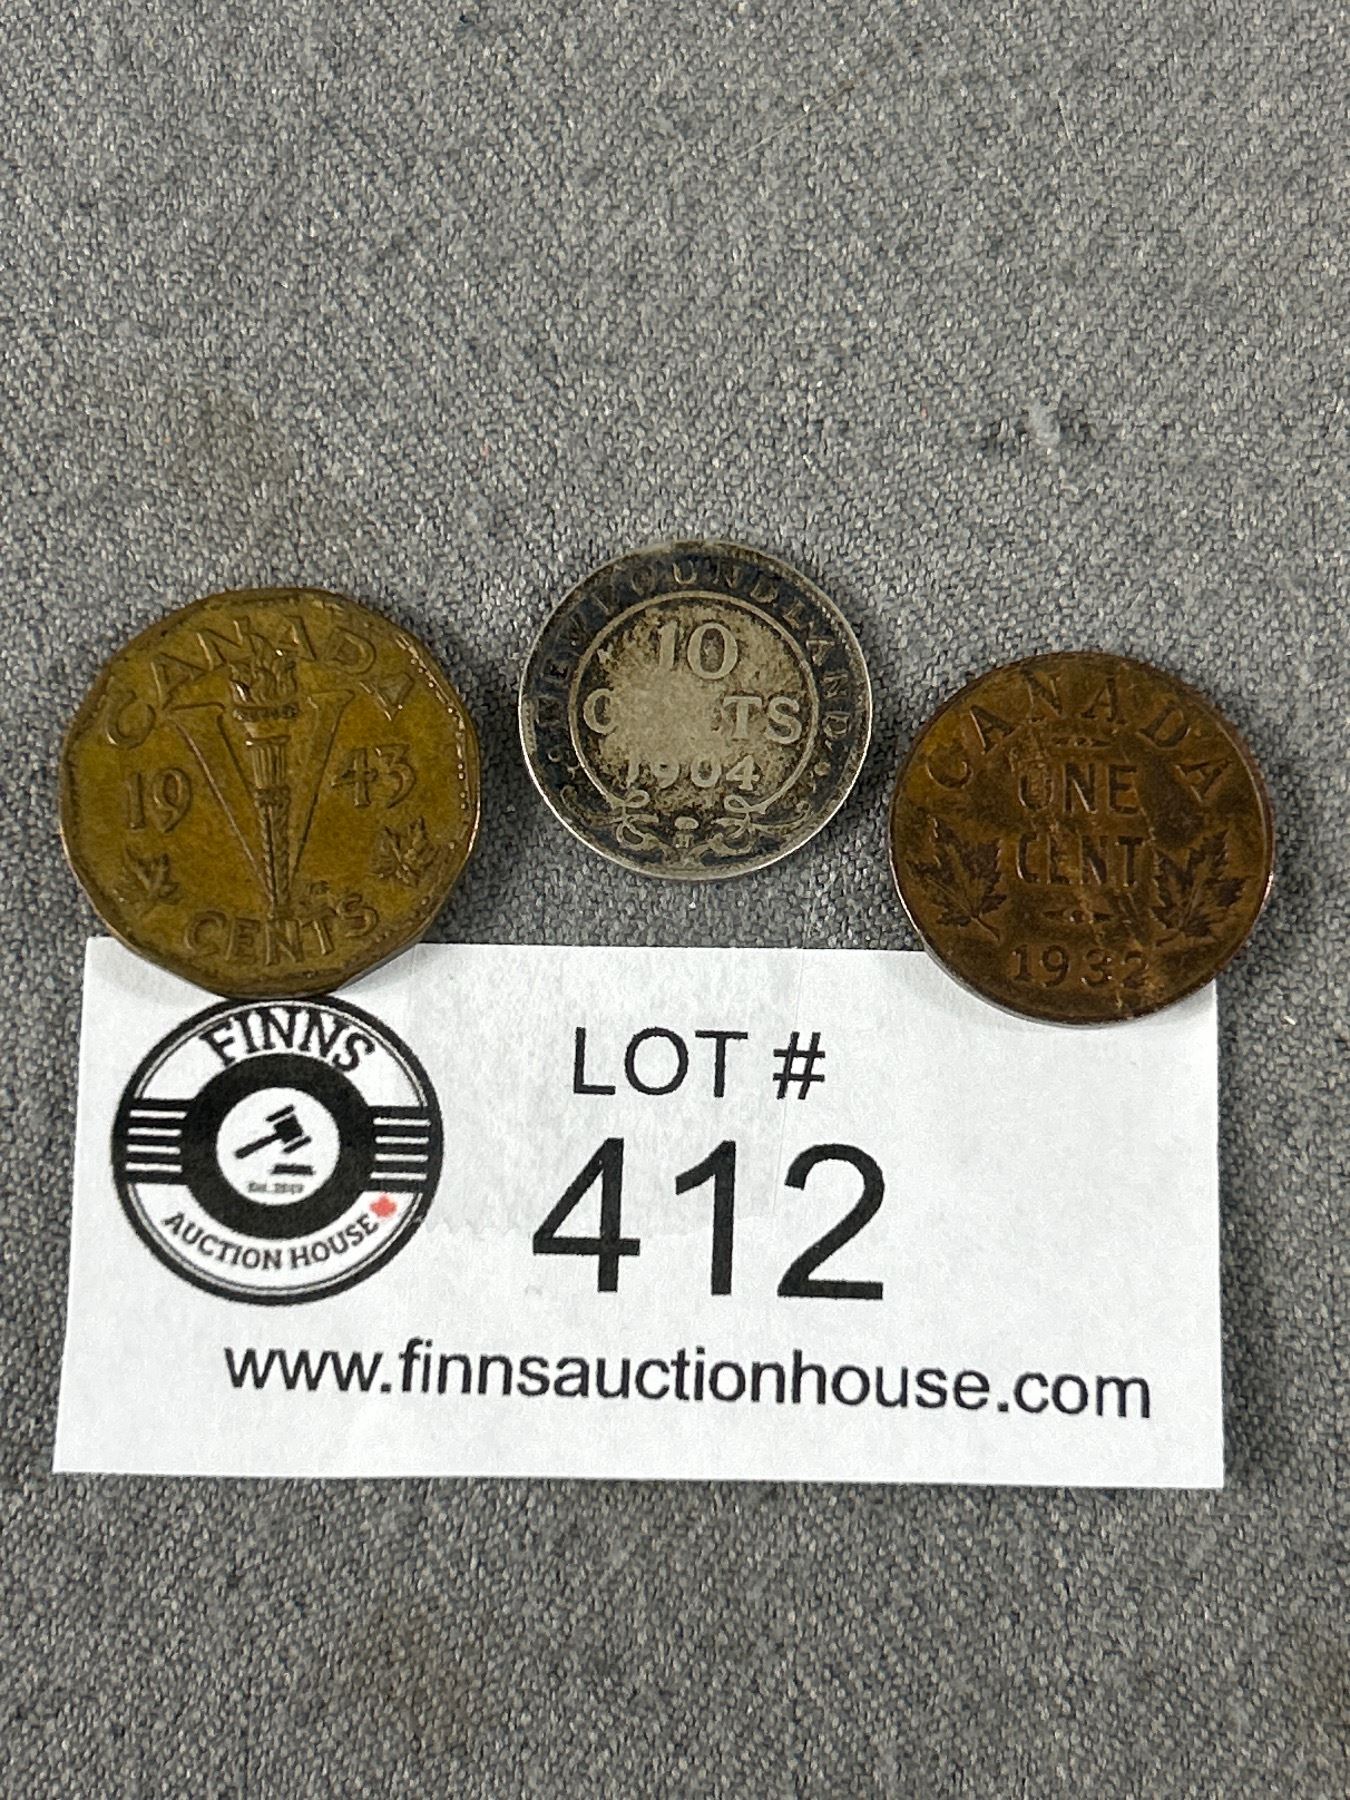 CANADA
19 43
CENTS
NEWFOUNDLAND
10
CENTS
1904
H
CANADA
ONE
CENT
1932
FINNS
AUCTION HOUSE
LOT #
412
www.finnsauctionhouse.com